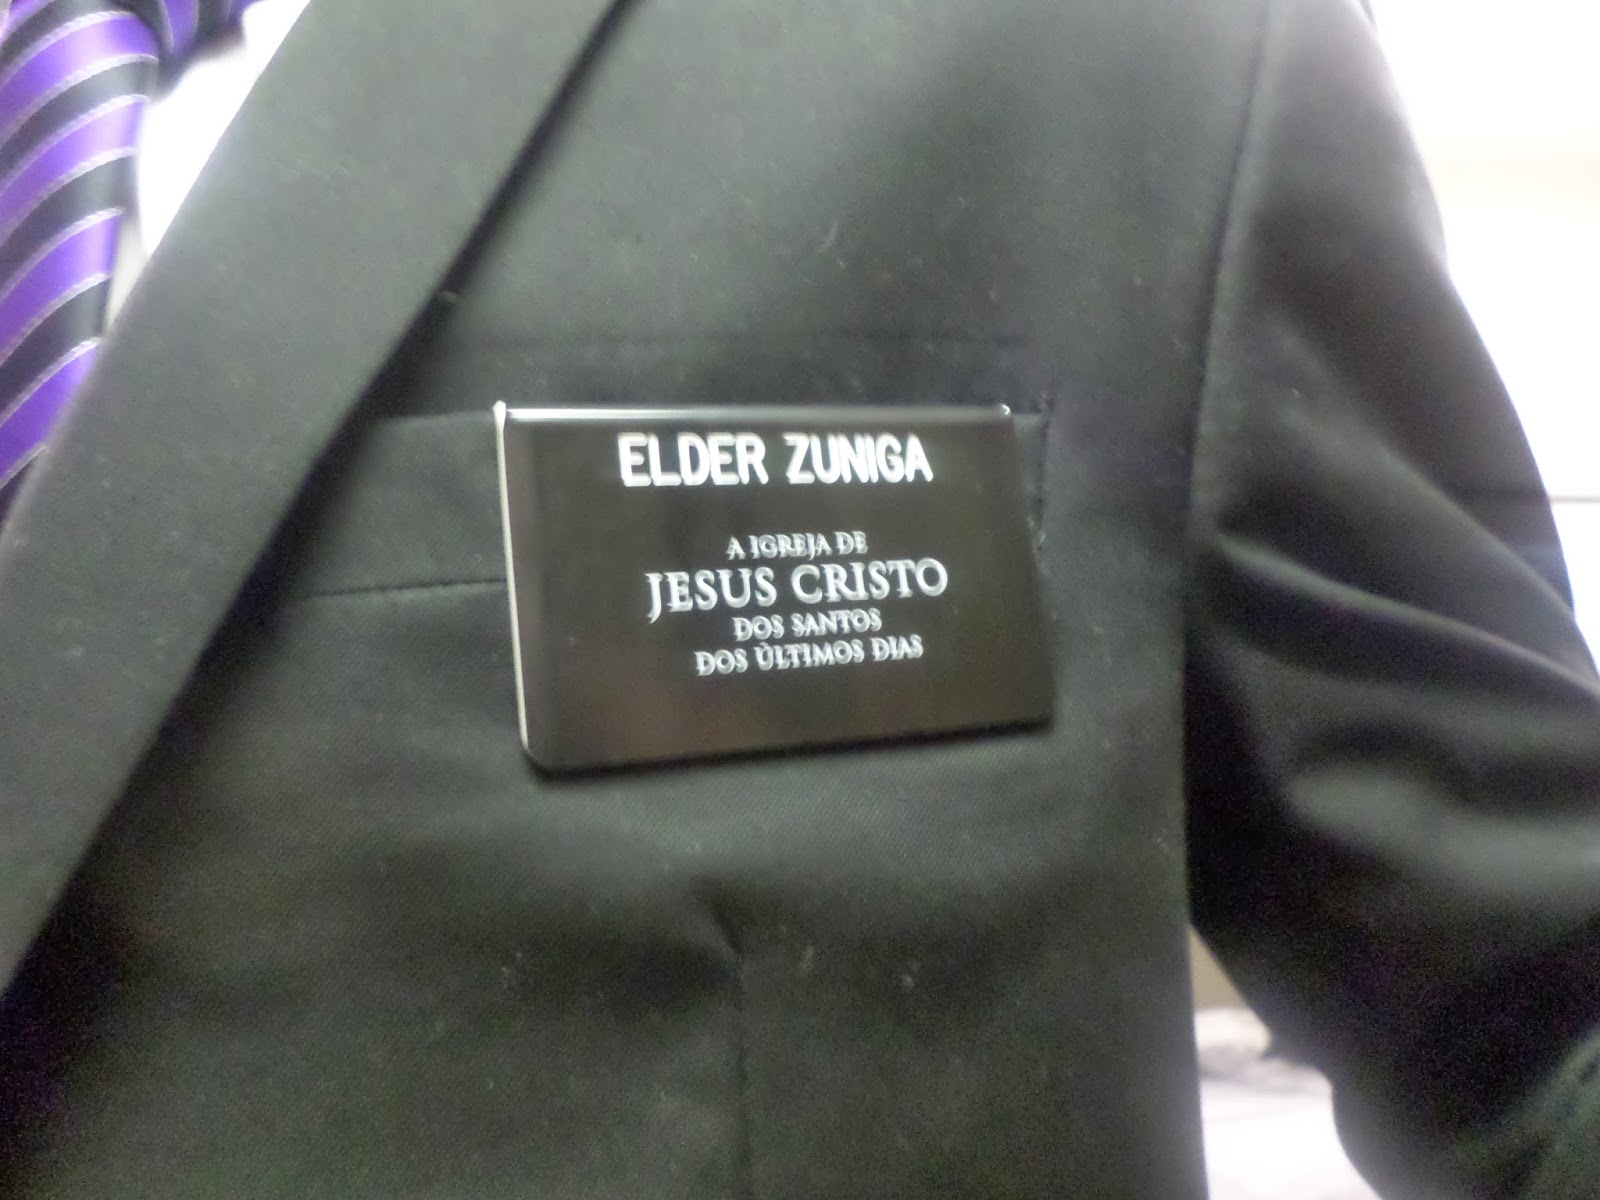 ELDER ZUNIGA
A IGREJA DE
JESUS CRISTO
DOS SANTOS
DOS ÚLTIMOS DIAS